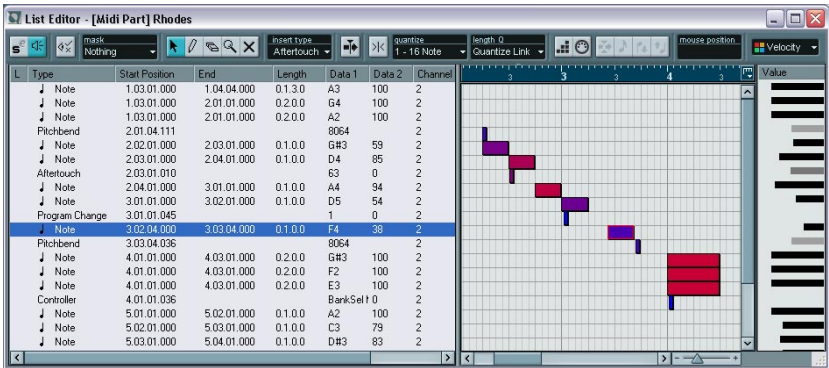 List Editor - [Midi Part] Rhodes
mask insert type quantize length Q mouse position
Nothing Aftertouch 1 - 16 Note Quantize Link Velocity
L Type Start Position End Length Data 1 Data 2 Channel 3 3 3 4 3 Value
Note 1.03.01.000 1.04.04.000 0.1.3.0 A3 100 2
Note 1.03.01.000 2.01.01.000 0.2.0.0 G4 100 2
Note 1.03.01.000 2.01.01.000 0.2.0.0 A2 100 2
Pitchbend 2.01.04.111 8064 2
Note 2.02.01.000 2.03.01.000 0.1.0.0 G#3 59 2
Note 2.03.01.000 2.04.01.000 0.1.0.0 D4 85 2
Aftertouch 2.03.01.010 63 0 2
Note 2.04.01.000 3.01.01.000 0.1.0.0 A4 94 2
Note 3.01.01.000 3.02.01.000 0.1.0.0 D5 54 2
Program Change 3.01.01.045 1 0 2
Note 3.02.04.000 3.03.04.000 0.1.0.0 F4 38 2
Pitchbend 3.03.04.036 8064 2
Note 4.01.01.000 4.03.01.000 0.2.0.0 G#3 100 2
Note 4.01.01.000 4.03.01.000 0.2.0.0 F2 100 2
Note 4.01.01.000 4.03.01.000 0.2.0.0 E3 100 2
Controller 4.01.01.036 BankSel 0 2
Note 5.01.01.000 5.02.01.000 0.1.0.0 A2 100 2
Note 5.02.01.000 5.03.01.000 0.1.0.0 C3 79 2
Note 5.03.01.000 5.04.01.000 0.1.0.0 D#3 83 2